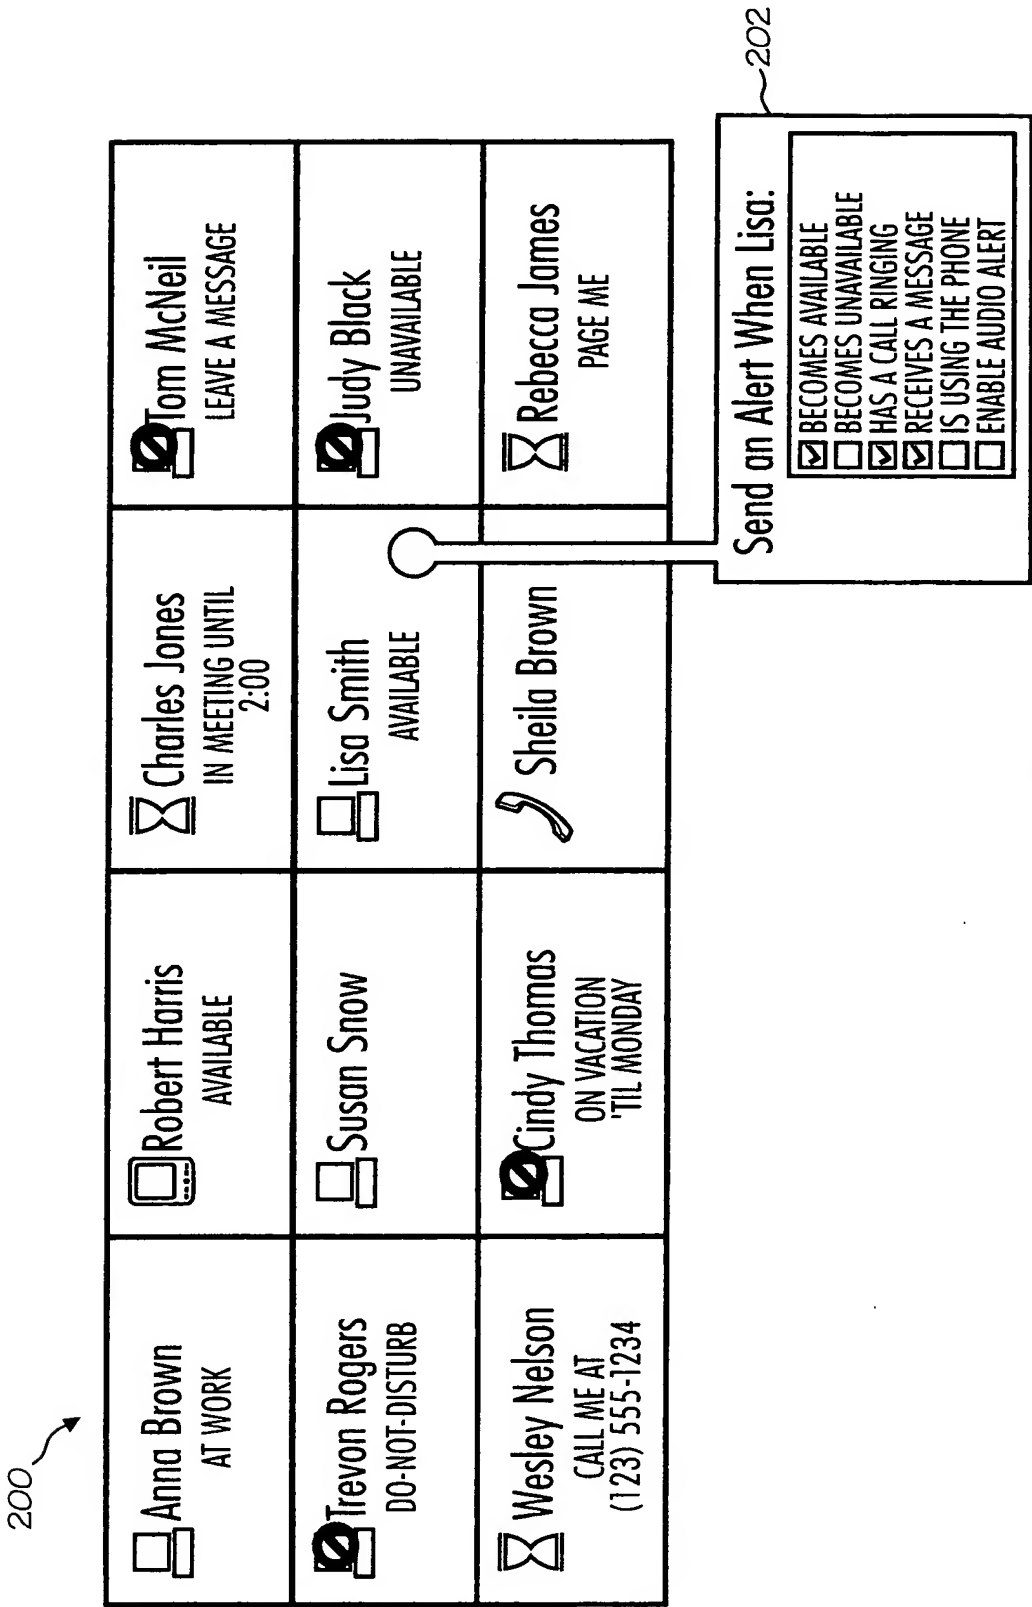 200
Anna Brown
AT WORK
Robert Harris
AVAILABLE
Charles Jones
IN MEETING UNTIL
2:00
Tom McNeil
LEAVE A MESSAGE
Trevon Rogers
DO-NOT-DISTURB
Susan Snow
Lisa Smith
AVAILABLE
Judy Black
UNAVAILABLE
Wesley Nelson
CALL ME AT
(123) 555-1234
Cindy Thomas
ON VACATION
'TIL MONDAY
Sheila Brown
Rebecca James
PAGE ME
Send an Alert When Lisa:
BECOMES AVAILABLE
BECOMES UNAVAILABLE
HAS A CALL RINGING
RECEIVES A MESSAGE
IS USING THE PHONE
ENABLE AUDIO ALERT
202